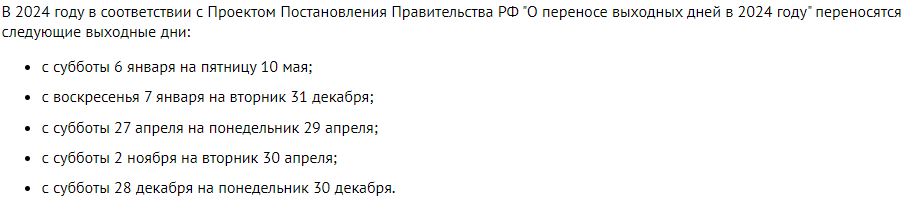 В 2024 году в соответствии с Проектом Постановления Правительства РФ "О переносе выходных дней в 2024 году" переносятся
следующие выходные дни:
• с субботы 6 января на пятницу 10 мая;
• с воскресенья 7 января на вторник 31 декабря;
• с субботы 27 апреля на понедельник 29 апреля;
• с субботы 2 ноября на вторник 30 апреля;
• с субботы 28 декабря на понедельник 30 декабря.